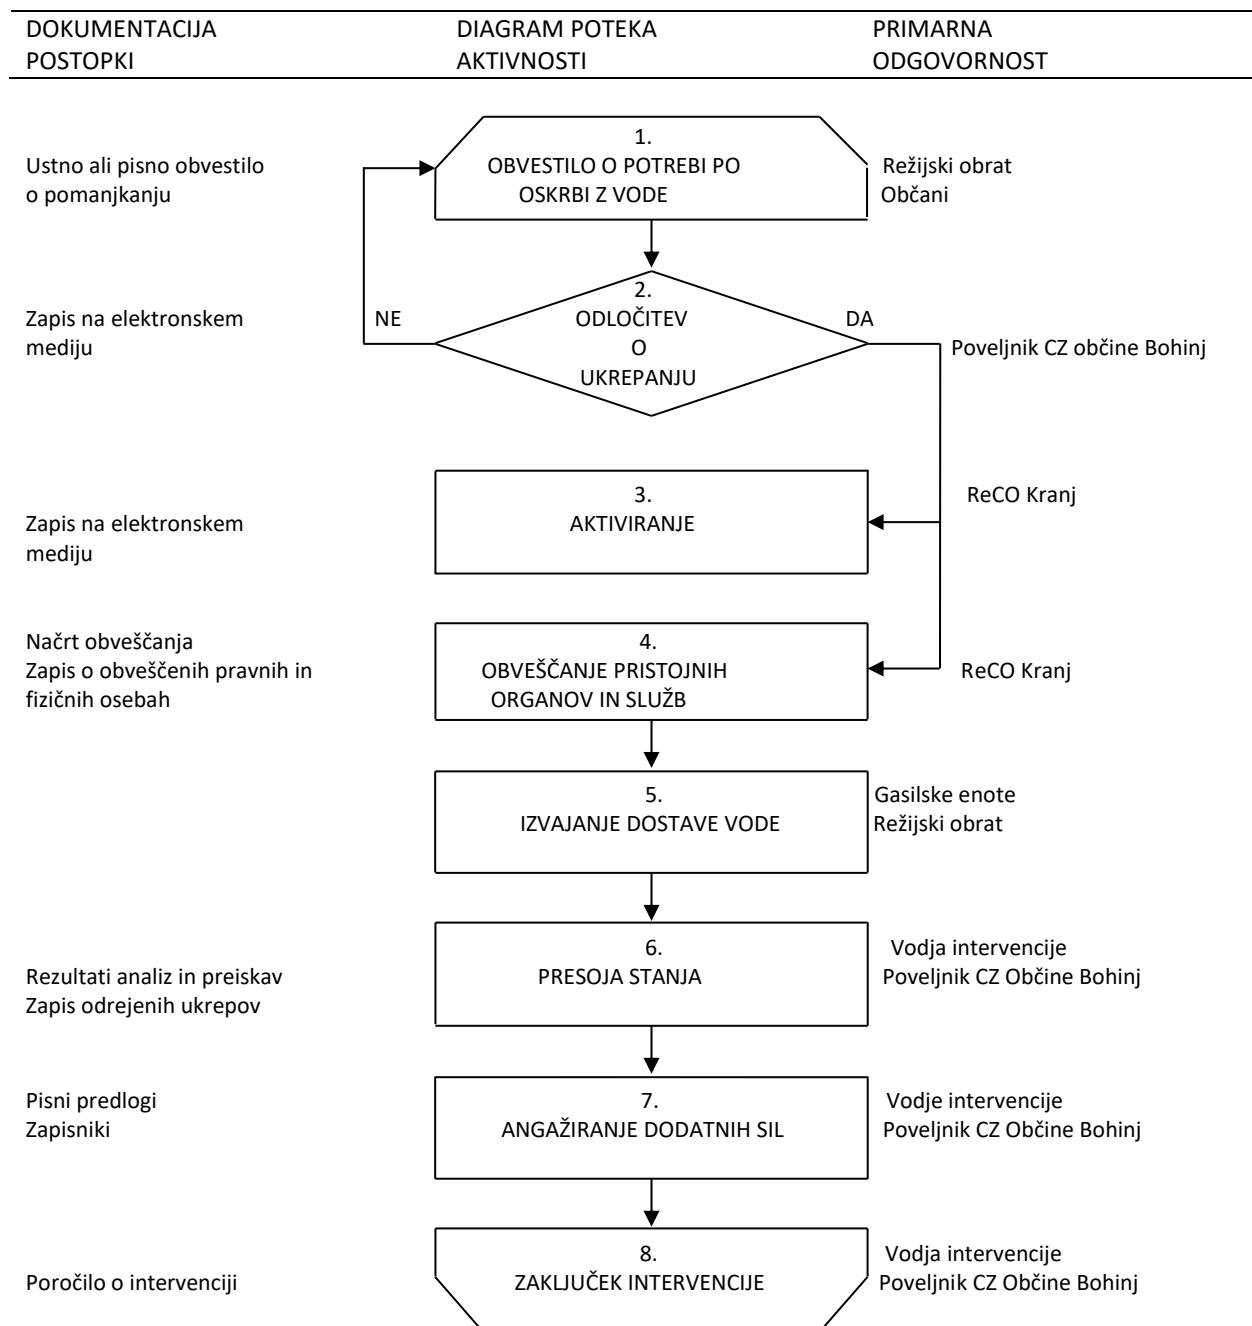 DOKUMENTACIJA
POSTOPKI
DIAGRAM POTEKA
AKTIVNOSTI
PRIMARNA
ODGOVORNOST
Ustno ali pisno obvestilo
o pomanjkanju
1.
OBVESTILO O POTREBI PO
OSKRBI Z VODE
Režijski obrat
Občani
Zapis na elektronskem
mediju
NE
2.
ODLOČITEV
O
UKREPANJU
DA
Poveljnik CZ občine Bohinj
Zapis na elektronskem
mediju
3.
AKTIVIRANJE
ReCO Kranj
Načrt obveščanja
Zapis o obveščenih pravnih in
fizičnih osebah
4.
OBVEŠČANJE PRISTOJNIH
ORGANOV IN SLUŽB
ReCO Kranj
5.
IZVAJANJE DOSTAVE VODE
Gasilske enote
Režijski obrat
Rezultati analiz in preiskav
Zapis odrejenih ukrepov
6.
PRESOJA STANJA
Vodja intervencije
Poveljnik CZ Občine Bohinj
Pisni predlogi
Zapisniki
7.
ANGAŽIRANJE DODATNIH SIL
Vodje intervencije
Poveljnik CZ Občine Bohinj
Poročilo o intervenciji
8.
ZAKLJUČEK INTERVENCIJE
Vodja intervencije
Poveljnik CZ Občine Bohinj